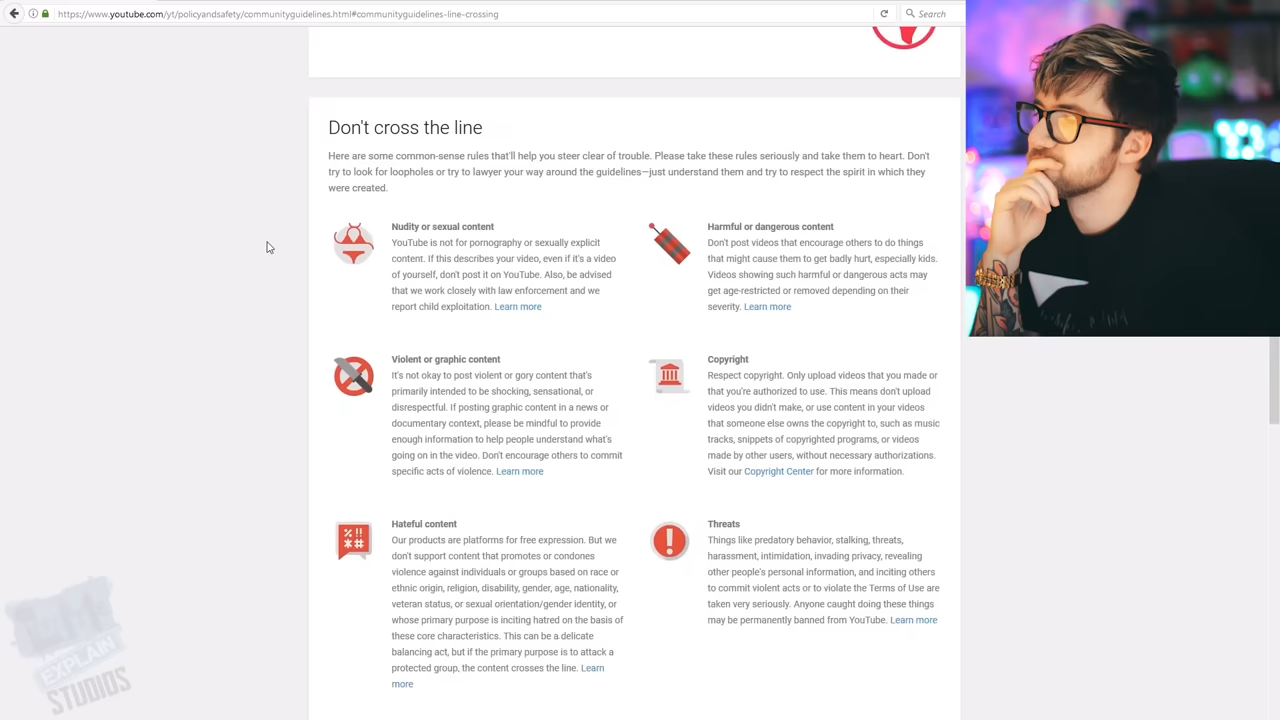 https://www.youtube.com/yt/policyandsafety/communityguidelines.html#communityguidelines-line-crossing
Search
Don't cross the line
Here are some common-sense rules that'll help you steer clear of trouble. Please take these rules seriously and take them to heart. Don't
try to look for loopholes or try to lawyer your way around the guidelines—just understand them and try to respect the spirit in which they
were created.
Nudity or sexual content
YouTube is not for pornography or sexually explicit
content. If this describes your video, even if it's a video
of yourself, don't post it on YouTube. Also, be advised
that we work closely with law enforcement and we
report child exploitation. Learn more
Harmful or dangerous content
Don't post videos that encourage others to do things
that might cause them to get badly hurt, especially kids.
Videos showing such harmful or dangerous acts may
get age-restricted or removed depending on their
severity. Learn more
Violent or graphic content
It's not okay to post violent or gory content that's
primarily intended to be shocking, sensational, or
disrespectful. If posting graphic content in a news or
documentary context, please be mindful to provide
enough information to help people understand what's
going on in the video. Don't encourage others to commit
specific acts of violence. Learn more
Copyright
Respect copyright. Only upload videos that you made or
that you're authorized to use. This means don't upload
videos you didn't make, or use content in your videos
that someone else owns the copyright to, such as music
tracks, snippets of copyrighted programs, or videos
made by other users, without necessary authorizations.
Visit our Copyright Center for more information.
%!!
※#
Hateful content
Our products are platforms for free expression. But we
don't support content that promotes or condones
violence against individuals or groups based on race or
ethnic origin, religion, disability, gender, age, nationality,
veteran status, or sexual orientation/gender identity, or
whose primary purpose is inciting hatred on the basis of
these core characteristics. This can be a delicate
balancing act, but if the primary purpose is to attack a
protected group, the content crosses the line. Learn
more
!
Threats
Things like predatory behavior, stalking, threats,
harassment, intimidation, invading privacy, revealing
other people's personal information, and inciting others
to commit violent acts or to violate the Terms of Use are
taken very seriously. Anyone caught doing these things
may be permanently banned from YouTube. Learn more
EXPLAIN
STUDIOS